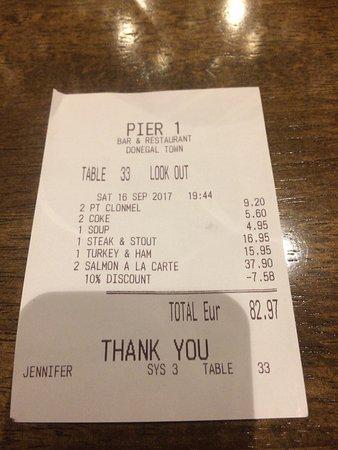 PIER 1
BAR & RESTAURANT
DONEGAL TOWN
TABLE 33 LOOK OUT
SAT 16 SEP 2017 19:44
2 PT CLONMEL 9.20
2 COKE 5.60
1 SOUP 4.95
1 STEAK & STOUT 16.95
1 TURKEY & HAM 15.95
2 SALMON A LA CARTE 37.90
10% DISCOUNT -7.58
TOTAL Eur 82.97
THANK YOU
JENNIFER SYS 3 TABLE 33